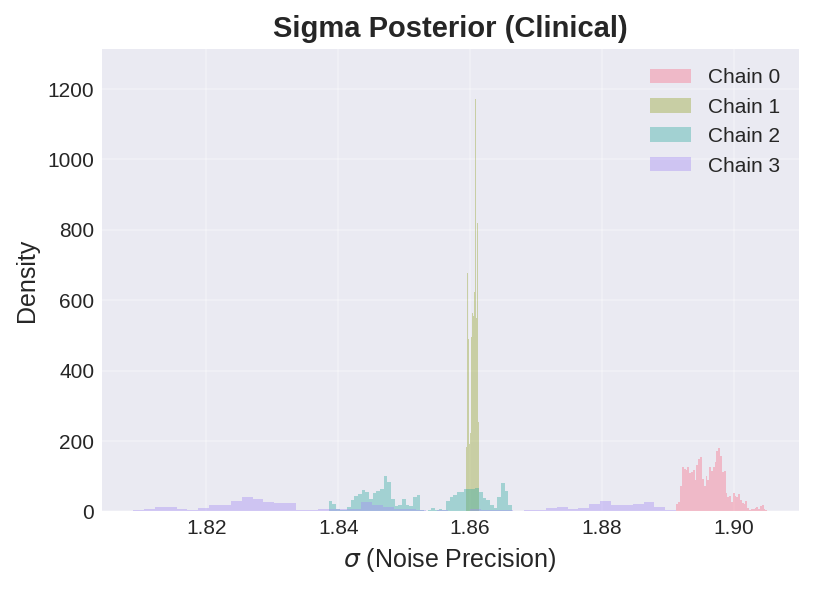 Sigma Posterior (Clinical)
Chain 0
Chain 1
Chain 2
Chain 3
Density
1200
1000
800
600
400
200
0
1.82
1.84
1.86
1.88
1.90
σ (Noise Precision)